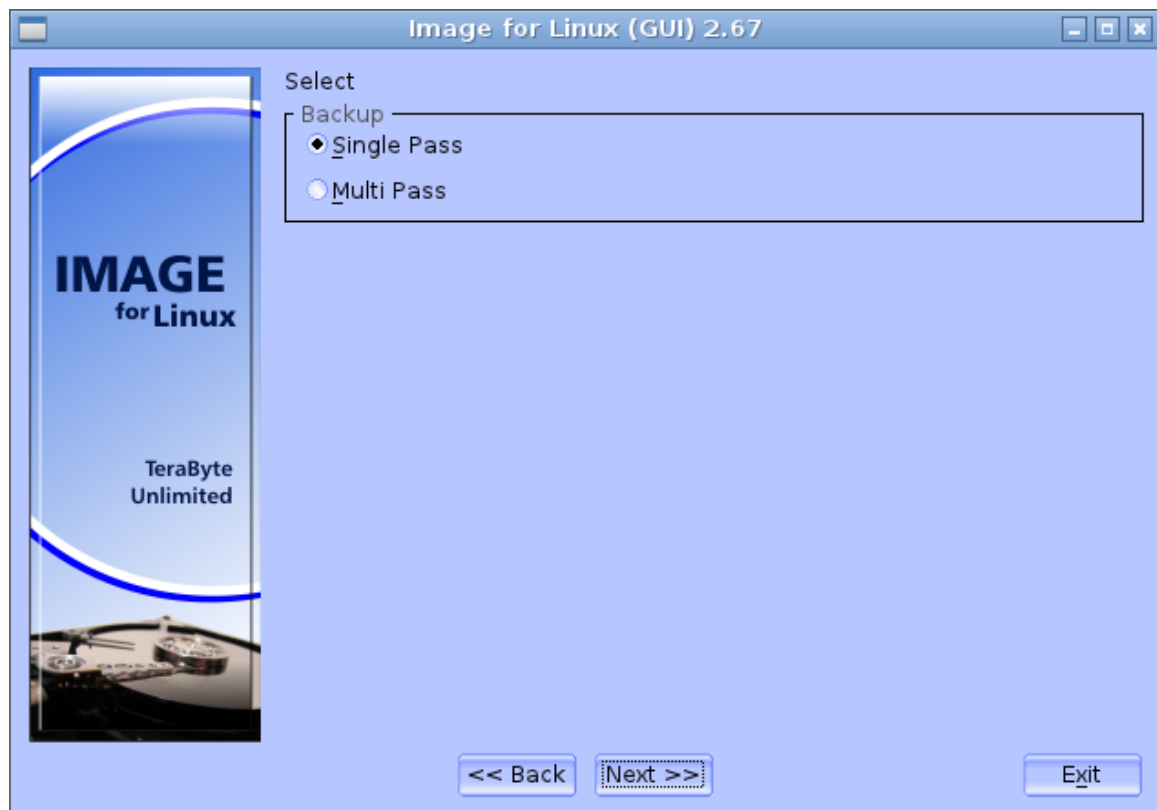 Image for Linux (GUI) 2.67
IMAGE
for Linux
TeraByte
Unlimited
Select
Backup
Single Pass
Multi Pass
<< Back
Next >>
Exit